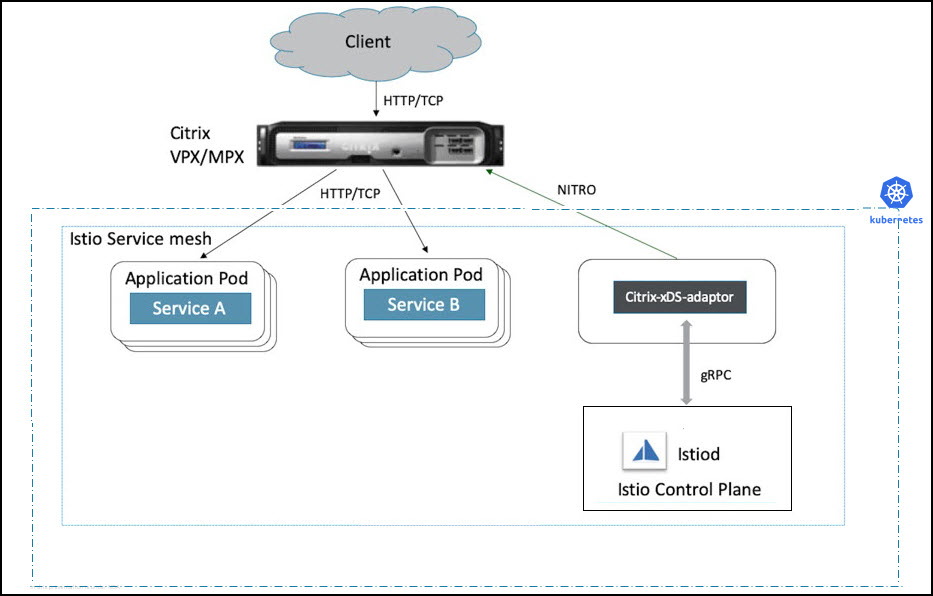 Client
HTTP/TCP
Citrix
VPX/MPX
CITRIX
HTTP/TCP
NITRO
kubernetes
Istio Service mesh
Application Pod
Service A
Application Pod
Service B
Citrix-xDS-adaptor
gRPC
Istiod
Istio Control Plane